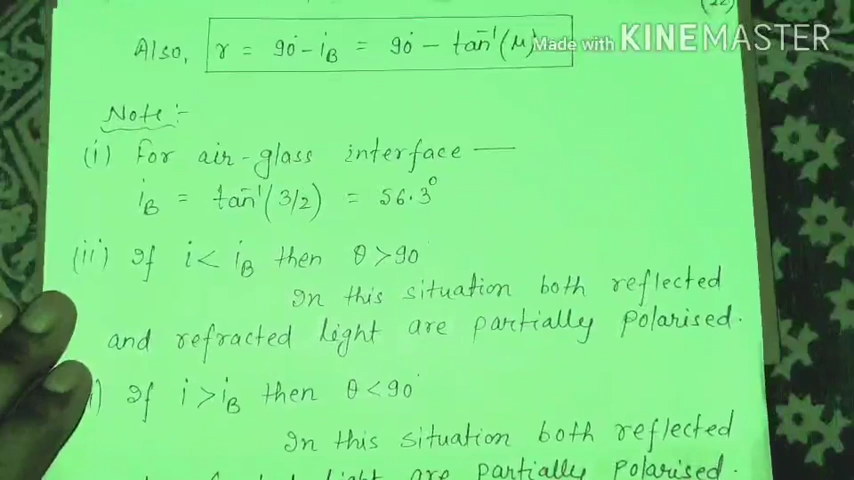 (22)
Also, r = 90° - iB = 90° - tan⁻¹(μ)
Made with KINEMASTER
Note :-
(i) For air-glass interface —
iB = tan⁻¹(3/2) = 56.3°
(ii) If i < iB then θ > 90°
In this situation both reflected
and refracted light are partially polarised.
) If i > iB then θ < 90°
In this situation both reflected
light are partially polarised.